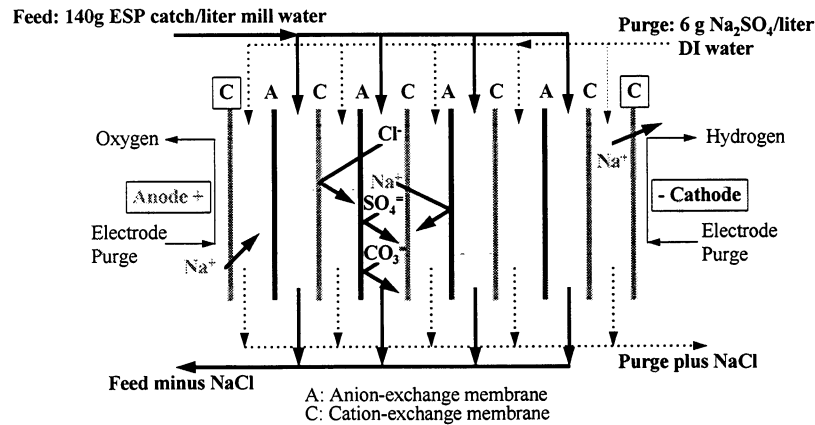 Feed: 140g ESP catch/liter mill water
Purge: 6 g Na₂SO₄/liter
DI water
C A C A C A C A C C
Oxygen
Cl⁻
Hydrogen
Na⁺
Na⁺
Anode +
SO₄⁼
- Cathode
Electrode
Purge
CO₃⁼
Electrode
Purge
Na⁺
Feed minus NaCl
Purge plus NaCl
A: Anion-exchange membrane
C: Cation-exchange membrane